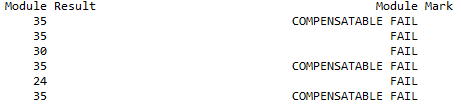 Module Result Module Mark
35 COMPENSATABLE FAIL
35 FAIL
30 FAIL
35 COMPENSATABLE FAIL
24 FAIL
35 COMPENSATABLE FAIL